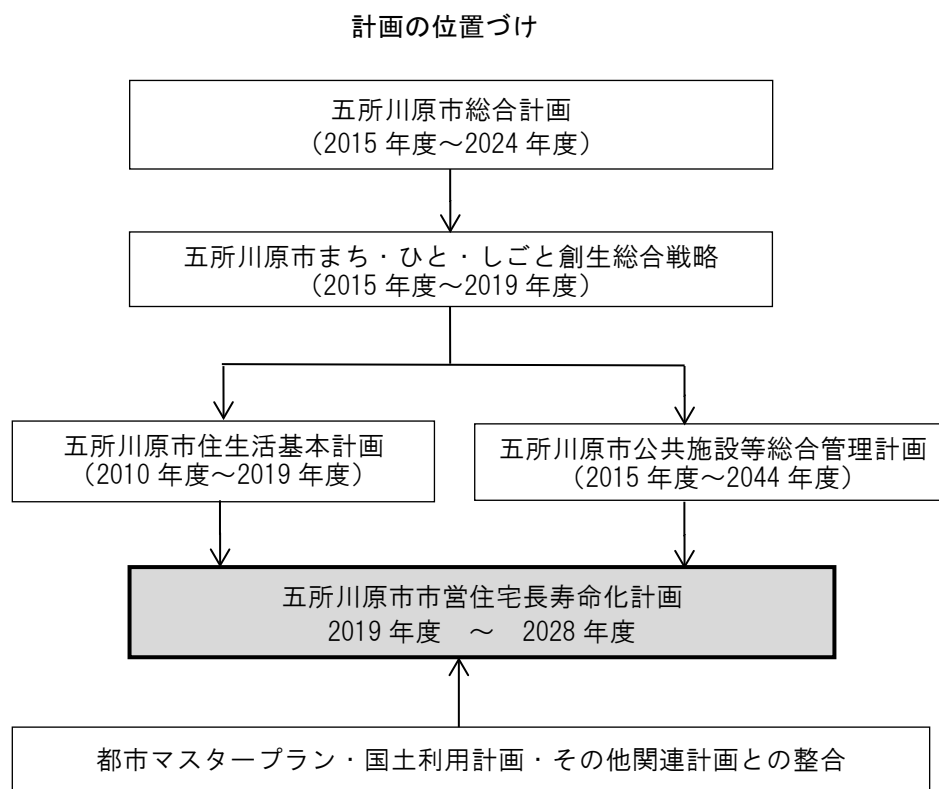 計画の位置づけ
五所川原市総合計画
（2015 年度～2024 年度）
五所川原市まち・ひと・しごと創生総合戦略
（2015 年度～2019 年度）
五所川原市住生活基本計画
（2010 年度～2019 年度）
五所川原市公共施設等総合管理計画
（2015 年度～2044 年度）
五所川原市市営住宅長寿命化計画
2019 年度　～　2028 年度
都市マスタープラン・国土利用計画・その他関連計画との整合